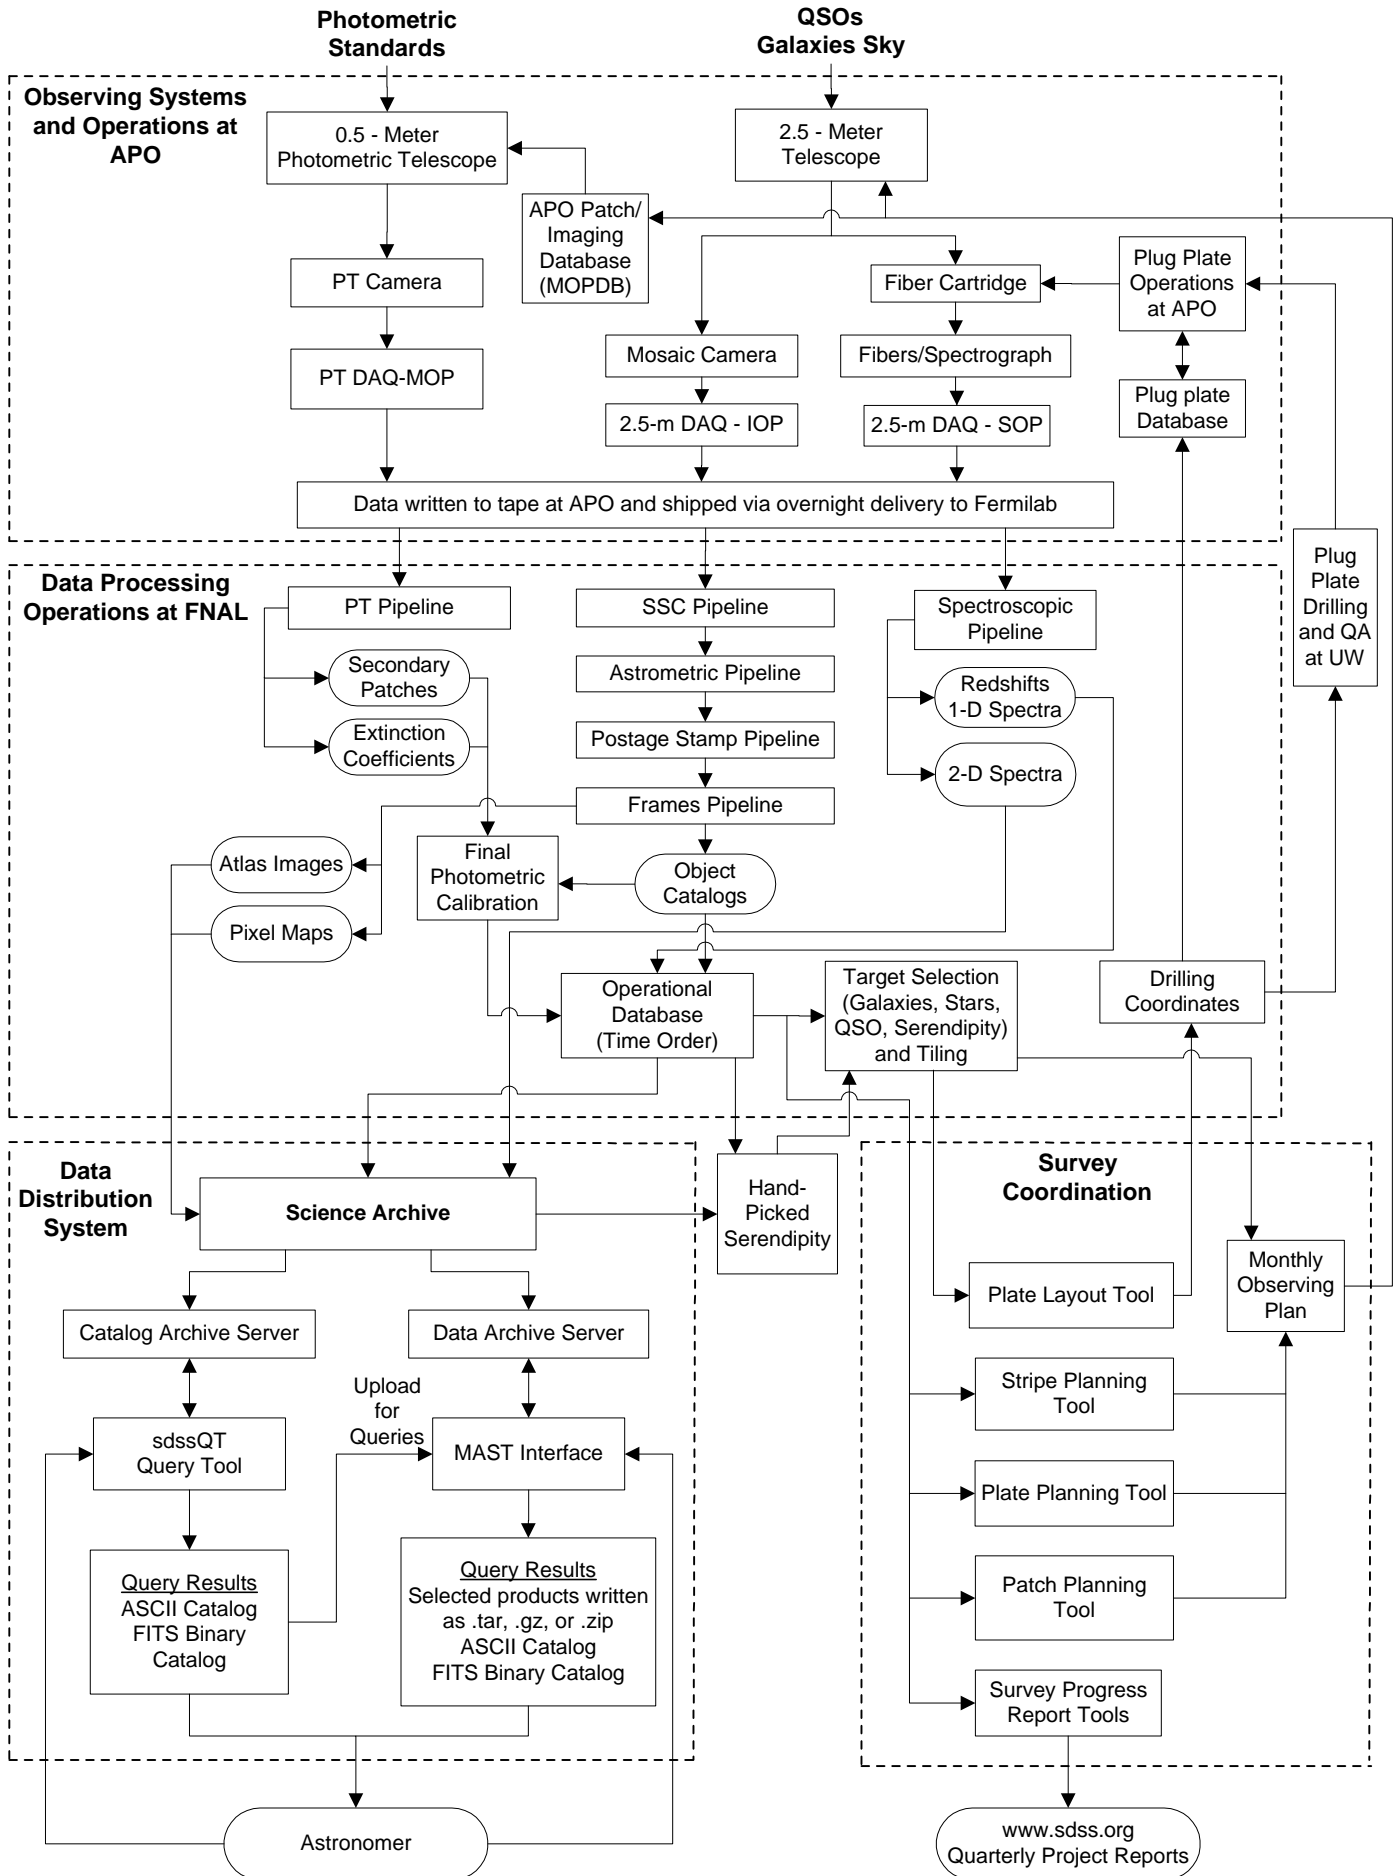 Photometric
Standards
QSOs
Galaxies Sky
Observing Systems
and Operations at
APO
0.5 - Meter
Photometric Telescope
2.5 - Meter
Telescope
APO Patch/
Imaging
Database
(MOPDB)
PT Camera
Fiber Cartridge
Plug Plate
Operations
at APO
PT DAQ-MOP
Mosaic Camera
Fibers/Spectrograph
Plug plate
Database
2.5-m DAQ - IOP
2.5-m DAQ - SOP
Data written to tape at APO and shipped via overnight delivery to Fermilab
Plug
Plate
Drilling
and QA
at UW
Data Processing
Operations at FNAL
PT Pipeline
SSC Pipeline
Spectroscopic
Pipeline
Secondary
Patches
Astrometric Pipeline
Redshifts
1-D Spectra
Extinction
Coefficients
Postage Stamp Pipeline
2-D Spectra
Frames Pipeline
Atlas Images
Final
Photometric
Calibration
Object
Catalogs
Pixel Maps
Operational
Database
(Time Order)
Target Selection
(Galaxies, Stars,
QSO, Serendipity)
and Tiling
Drilling
Coordinates
Data
Distribution
System
Science Archive
Hand-
Picked
Serendipity
Survey
Coordination
Monthly
Observing
Plan
Plate Layout Tool
Catalog Archive Server
Data Archive Server
Stripe Planning
Tool
Upload
for
Queries
sdssQT
Query Tool
MAST Interface
Plate Planning Tool
Query Results
ASCII Catalog
FITS Binary
Catalog
Query Results
Selected products written
as .tar, .gz, or .zip
ASCII Catalog
FITS Binary Catalog
Patch Planning
Tool
Survey Progress
Report Tools
Astronomer
www.sdss.org
Quarterly Project Reports